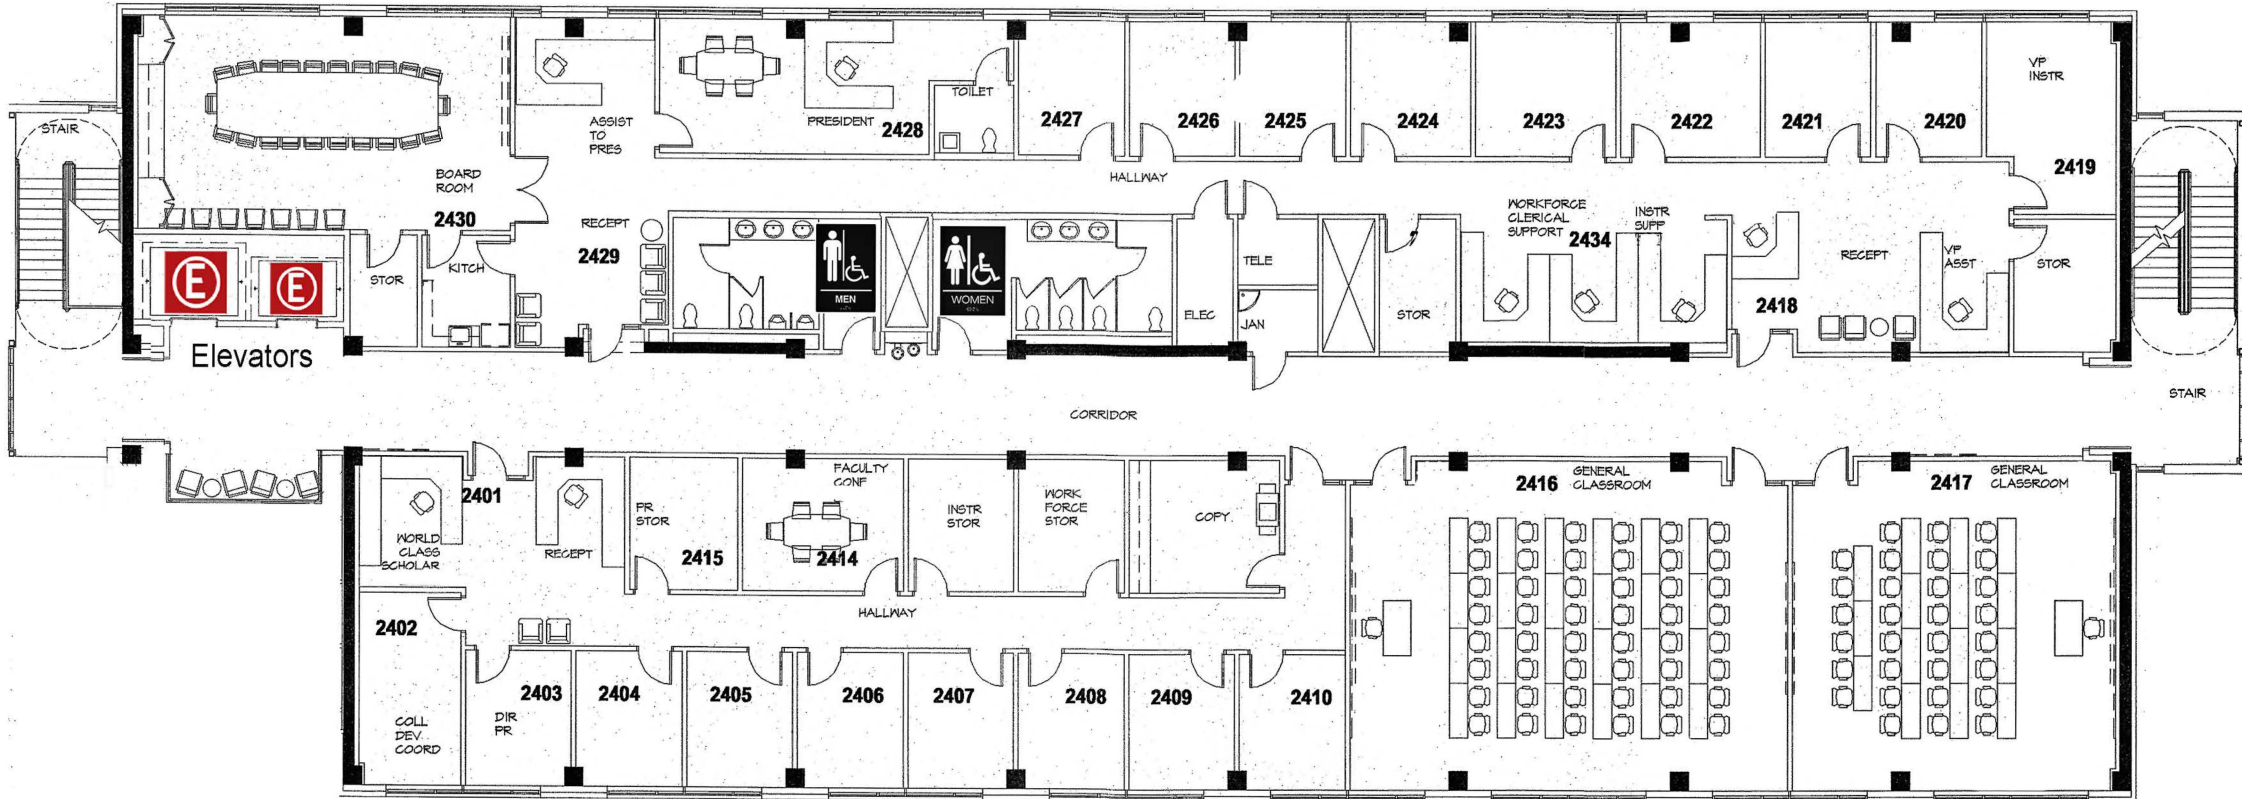 STAIR
BOARD
ROOM
2430
E
E
Elevators
STOR
KITCH
ASSIST
TO
PRES
RECEPT
2429
PRESIDENT
2428
TOILET
MEN
WOMEN
2427
2426
2425
2424
2423
2422
2421
2420
VP
INSTR
2419
HALLWAY
ELEC
TELE
JAN
STOR
WORKFORCE
CLERICAL
SUPPORT
2434
INSTR
SUPP
2418
RECEPT
VP
ASST
STOR
STAIR
CORRIDOR
2401
WORLD
CLASS
SCHOLAR
RECEPT
PR
STOR
2415
FACULTY
CONF
2414
INSTR
STOR
WORK
FORCE
STOR
COPY
2416
GENERAL
CLASSROOM
2417
GENERAL
CLASSROOM
HALLWAY
2402
COLL
DEV
COORD
2403
DIR
PR
2404
2405
2406
2407
2408
2409
2410